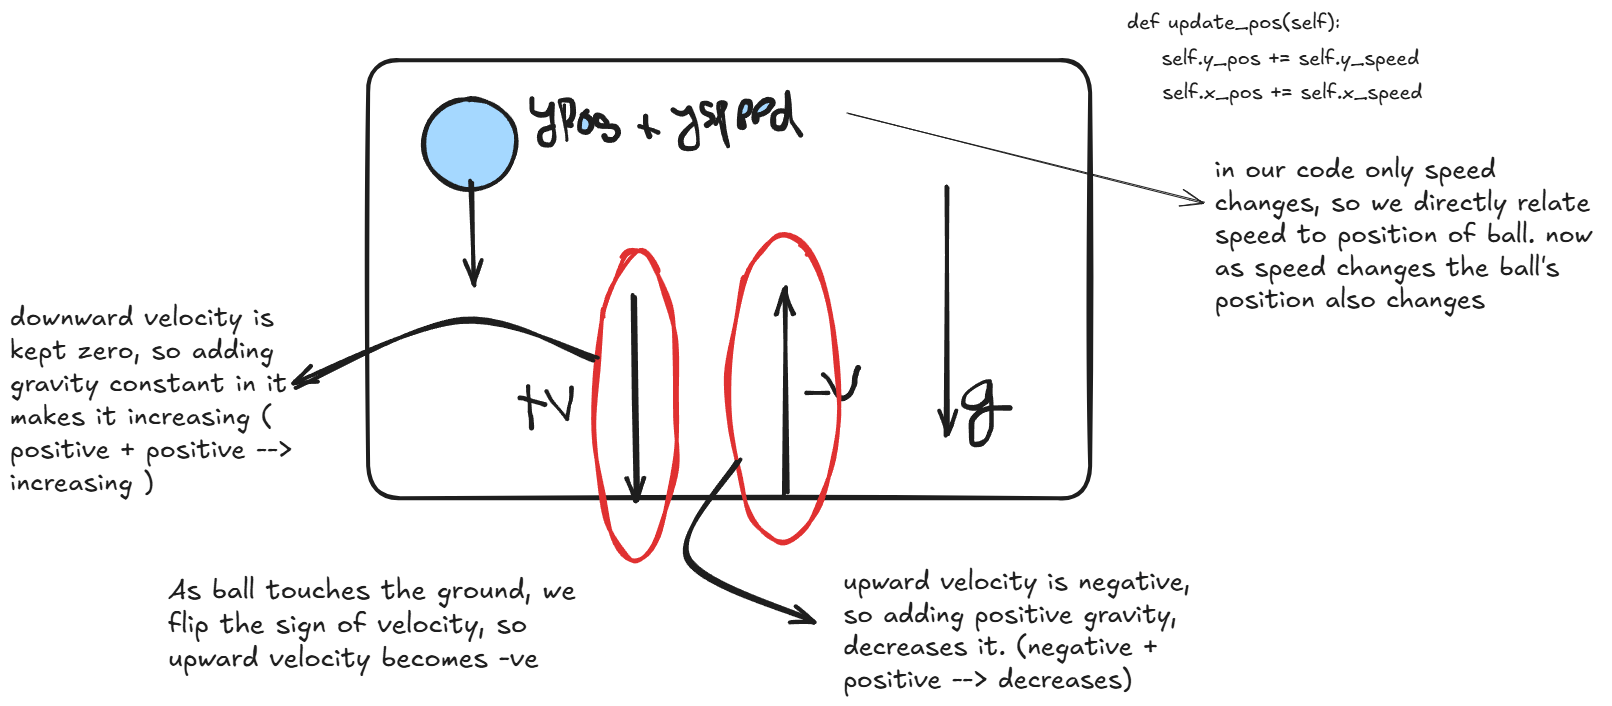 def update_pos(self):
self.y_pos += self.y_speed
self.x_pos += self.x_speed
ypos + yspeed
in our code only speed
changes, so we directly relate
speed to position of ball. now
as speed changes the ball's
position also changes
downward velocity is
kept zero, so adding
gravity constant in it
makes it increasing (
positive + positive -->
increasing )
+v
-v
g
As ball touches the ground, we
flip the sign of velocity, so
upward velocity becomes -ve
upward velocity is negative,
so adding positive gravity,
decreases it. (negative +
positive --> decreases)